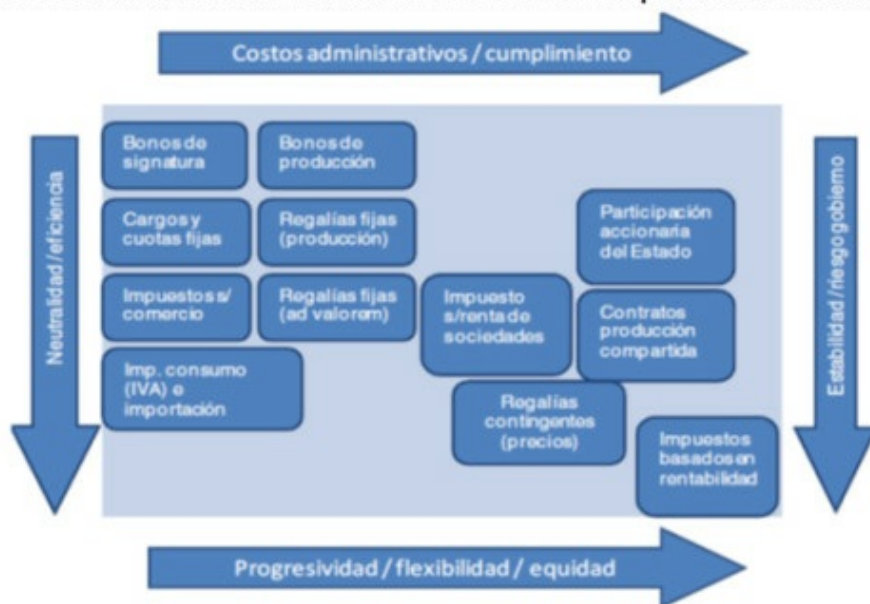 Costos administrativos / cumplimiento
Neutralidad / eficiencia
Bonos de
signatura
Bonos de
producción
Cargos y
cuotas fijas
Regalías fijas
(producción)
Participación
accionaria
del Estado
Impuestos s/
comercio
Regalías fijas
(ad valorem)
Impuesto
s/renta de
sociedades
Contratos
producción
compartida
Imp. consumo
(IVA) e
importación
Regalías
contingentes
(precios)
Impuestos
basados en
rentabilidad
Estabilidad / riesgo gobierno
Progresividad / flexibilidad / equidad